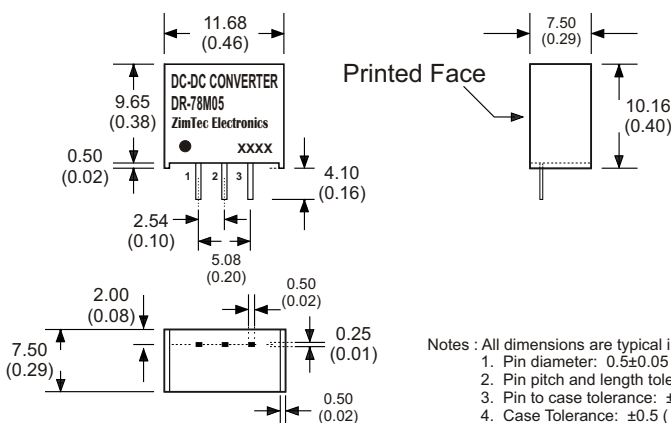 11.68
(0.46)
7.50
(0.29)
DC-DC CONVERTER
DR-78M05
ZimTec Electronics
XXXX
Printed Face
9.65
(0.38)
10.16
(0.40)
0.50
(0.02)
1 2 3
4.10
(0.16)
2.54
(0.10)
5.08
(0.20)
2.00
(0.08)
0.50
(0.02)
7.50
(0.29)
0.25
(0.01)
0.50
(0.02)
Notes : All dimensions are typical i
1. Pin diameter: 0.5±0.05
2. Pin pitch and length tole
3. Pin to case tolerance: ±
4. Case Tolerance: ±0.5 (